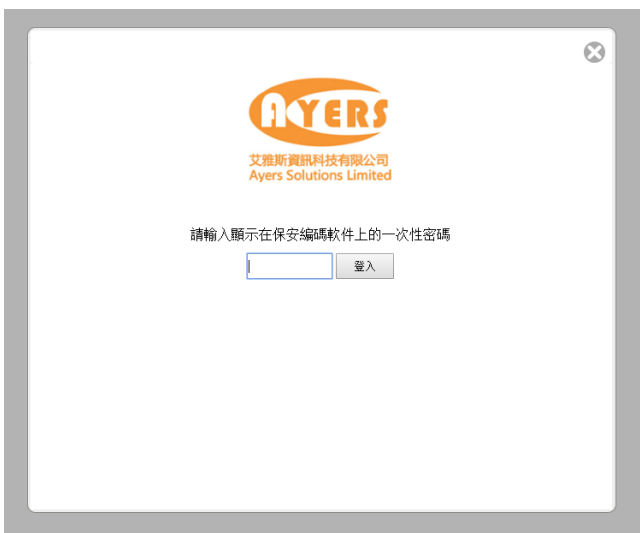 AYERS
艾雅斯資訊科技有限公司
Ayers Solutions Limited
請輸入顯示在保安編碼軟件上的一次性密碼
登入